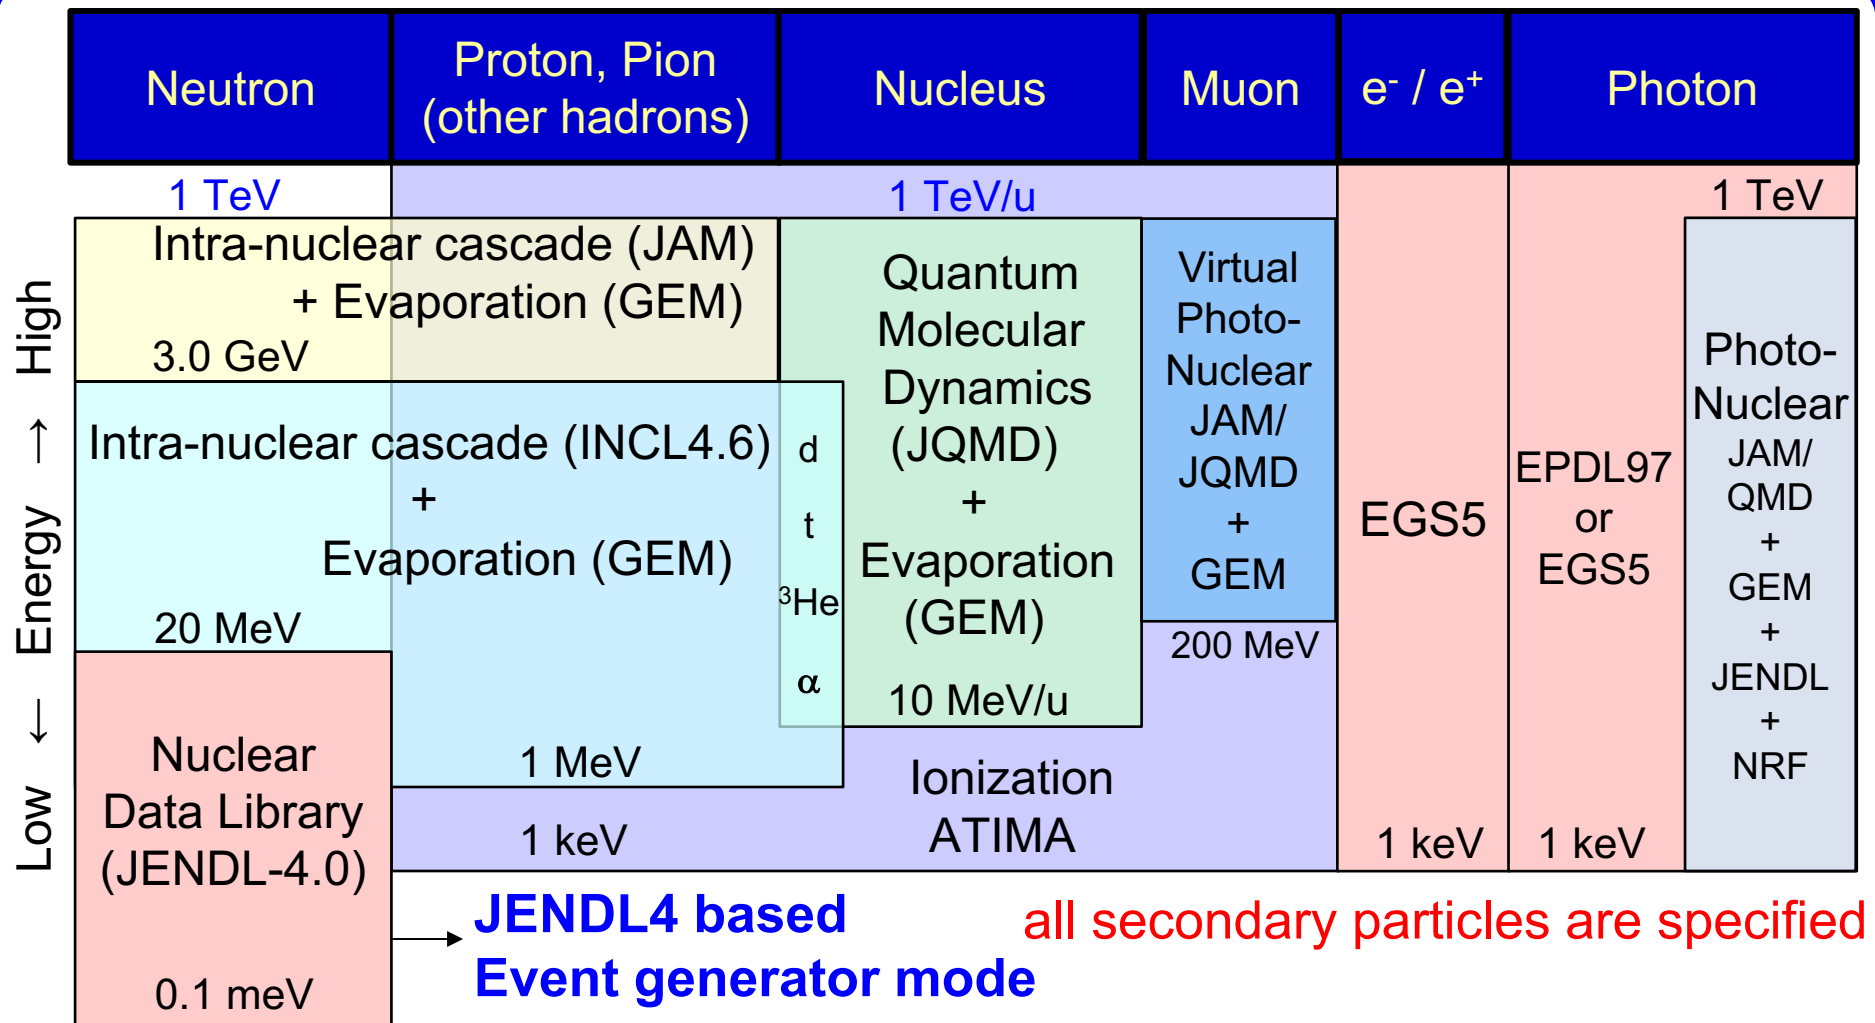 Neutron
Proton, Pion
(other hadrons)
Nucleus
Muon
e⁻ / e⁺
Photon
1 TeV
1 TeV/u
1 TeV
Intra-nuclear cascade (JAM)
+ Evaporation (GEM)
3.0 GeV
Intra-nuclear cascade (INCL4.6)
+
Evaporation (GEM)
20 MeV
1 MeV
d
t
³He
α
Quantum
Molecular
Dynamics
(JQMD)
+
Evaporation
(GEM)
10 MeV/u
Virtual
Photo-
Nuclear
JAM/
JQMD
+
GEM
200 MeV
EGS5
1 keV
EPDL97
or
EGS5
1 keV
Photo-
Nuclear
JAM/
QMD
+
GEM
+
JENDL
+
NRF
Nuclear
Data Library
(JENDL-4.0)
0.1 meV
1 keV
Ionization
ATIMA
Low ← Energy → High
JENDL4 based
Event generator mode
all secondary particles are specified